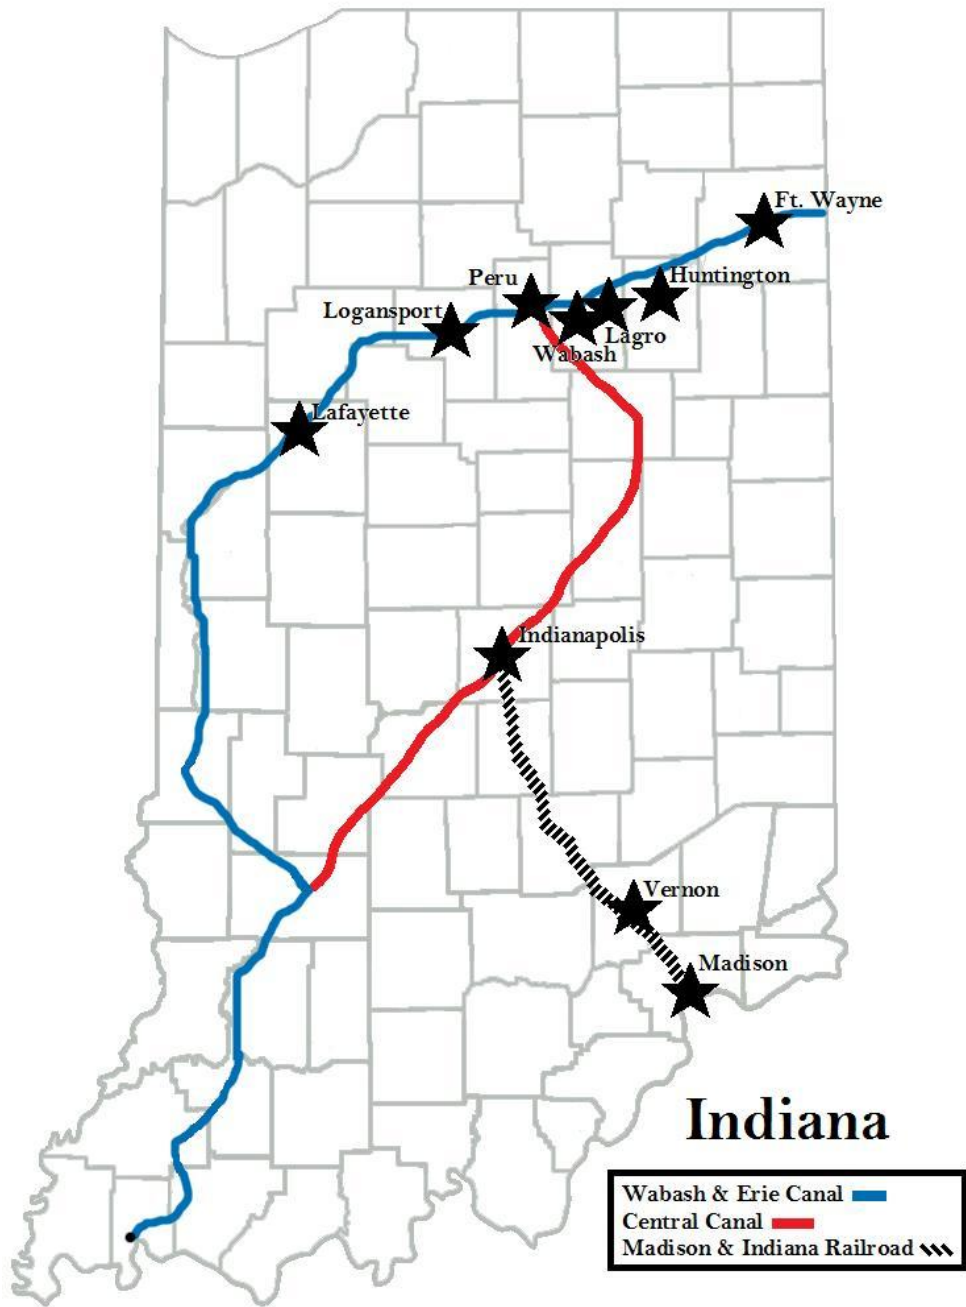 Ft. Wayne
Huntington
Peru
Logansport
Lagro
Wabash
Lafayette
Indianapolis
Vernon
Madison
Indiana
Wabash & Erie Canal
Central Canal
Madison & Indiana Railroad